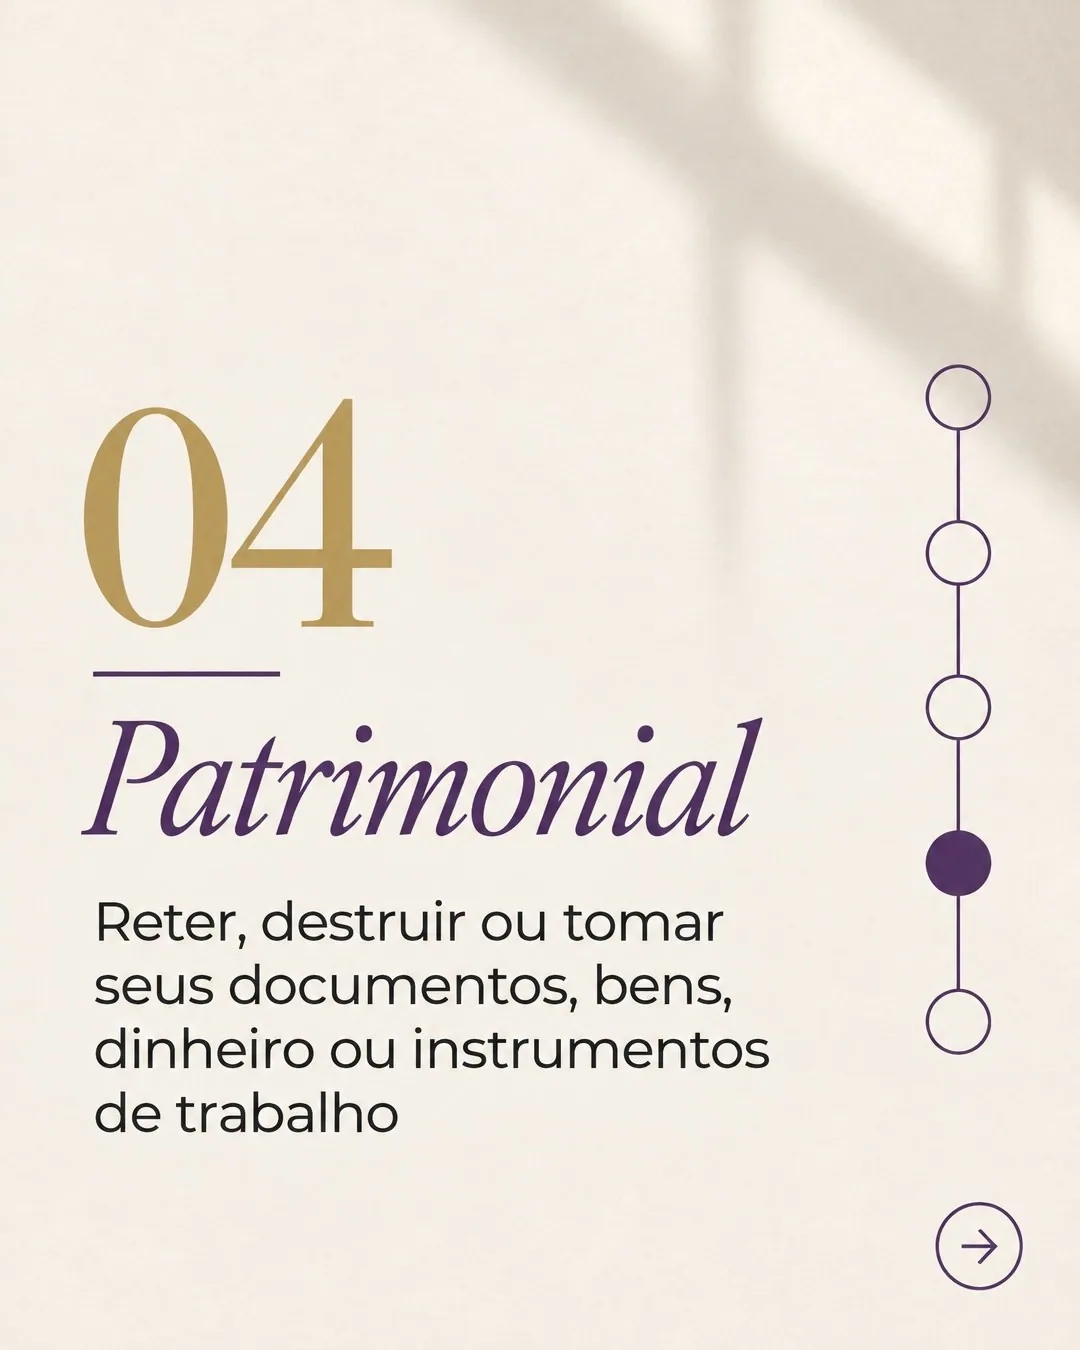 04
Patrimonial
Reter, destruir ou tomar
seus documentos, bens,
dinheiro ou instrumentos
de trabalho